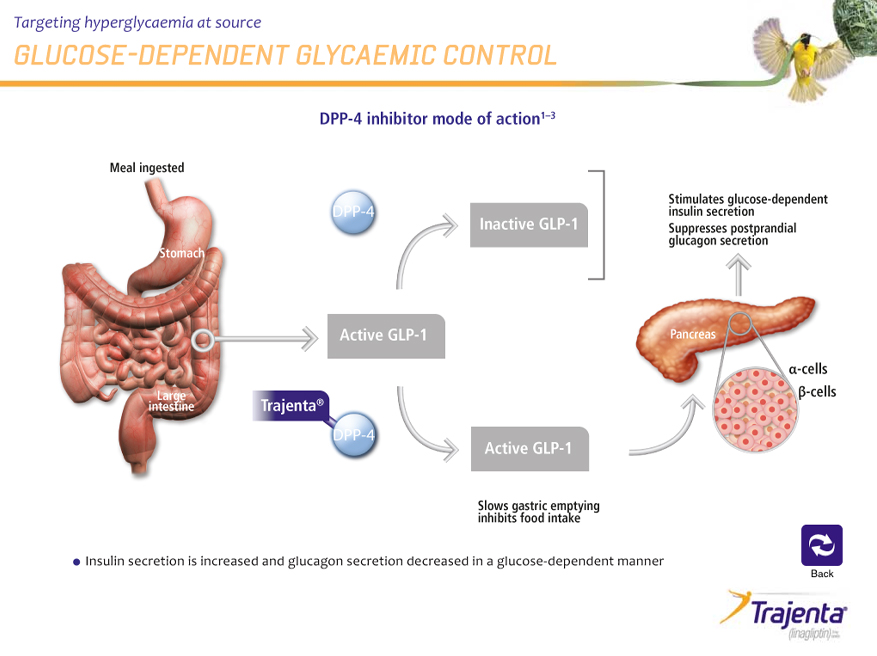 Targeting hyperglycaemia at source
GLUCOSE-DEPENDENT GLYCAEMIC CONTROL
DPP-4 inhibitor mode of action1–3
Meal ingested
Stomach
Large
intestine
DPP-4
Inactive GLP-1
Active GLP-1
Trajenta®
DPP-4
Active GLP-1
Slows gastric emptying
inhibits food intake
Stimulates glucose-dependent
insulin secretion
Suppresses postprandial
glucagon secretion
Pancreas
α-cells
β-cells
● Insulin secretion is increased and glucagon secretion decreased in a glucose-dependent manner
Back
Trajenta®
(linagliptin)